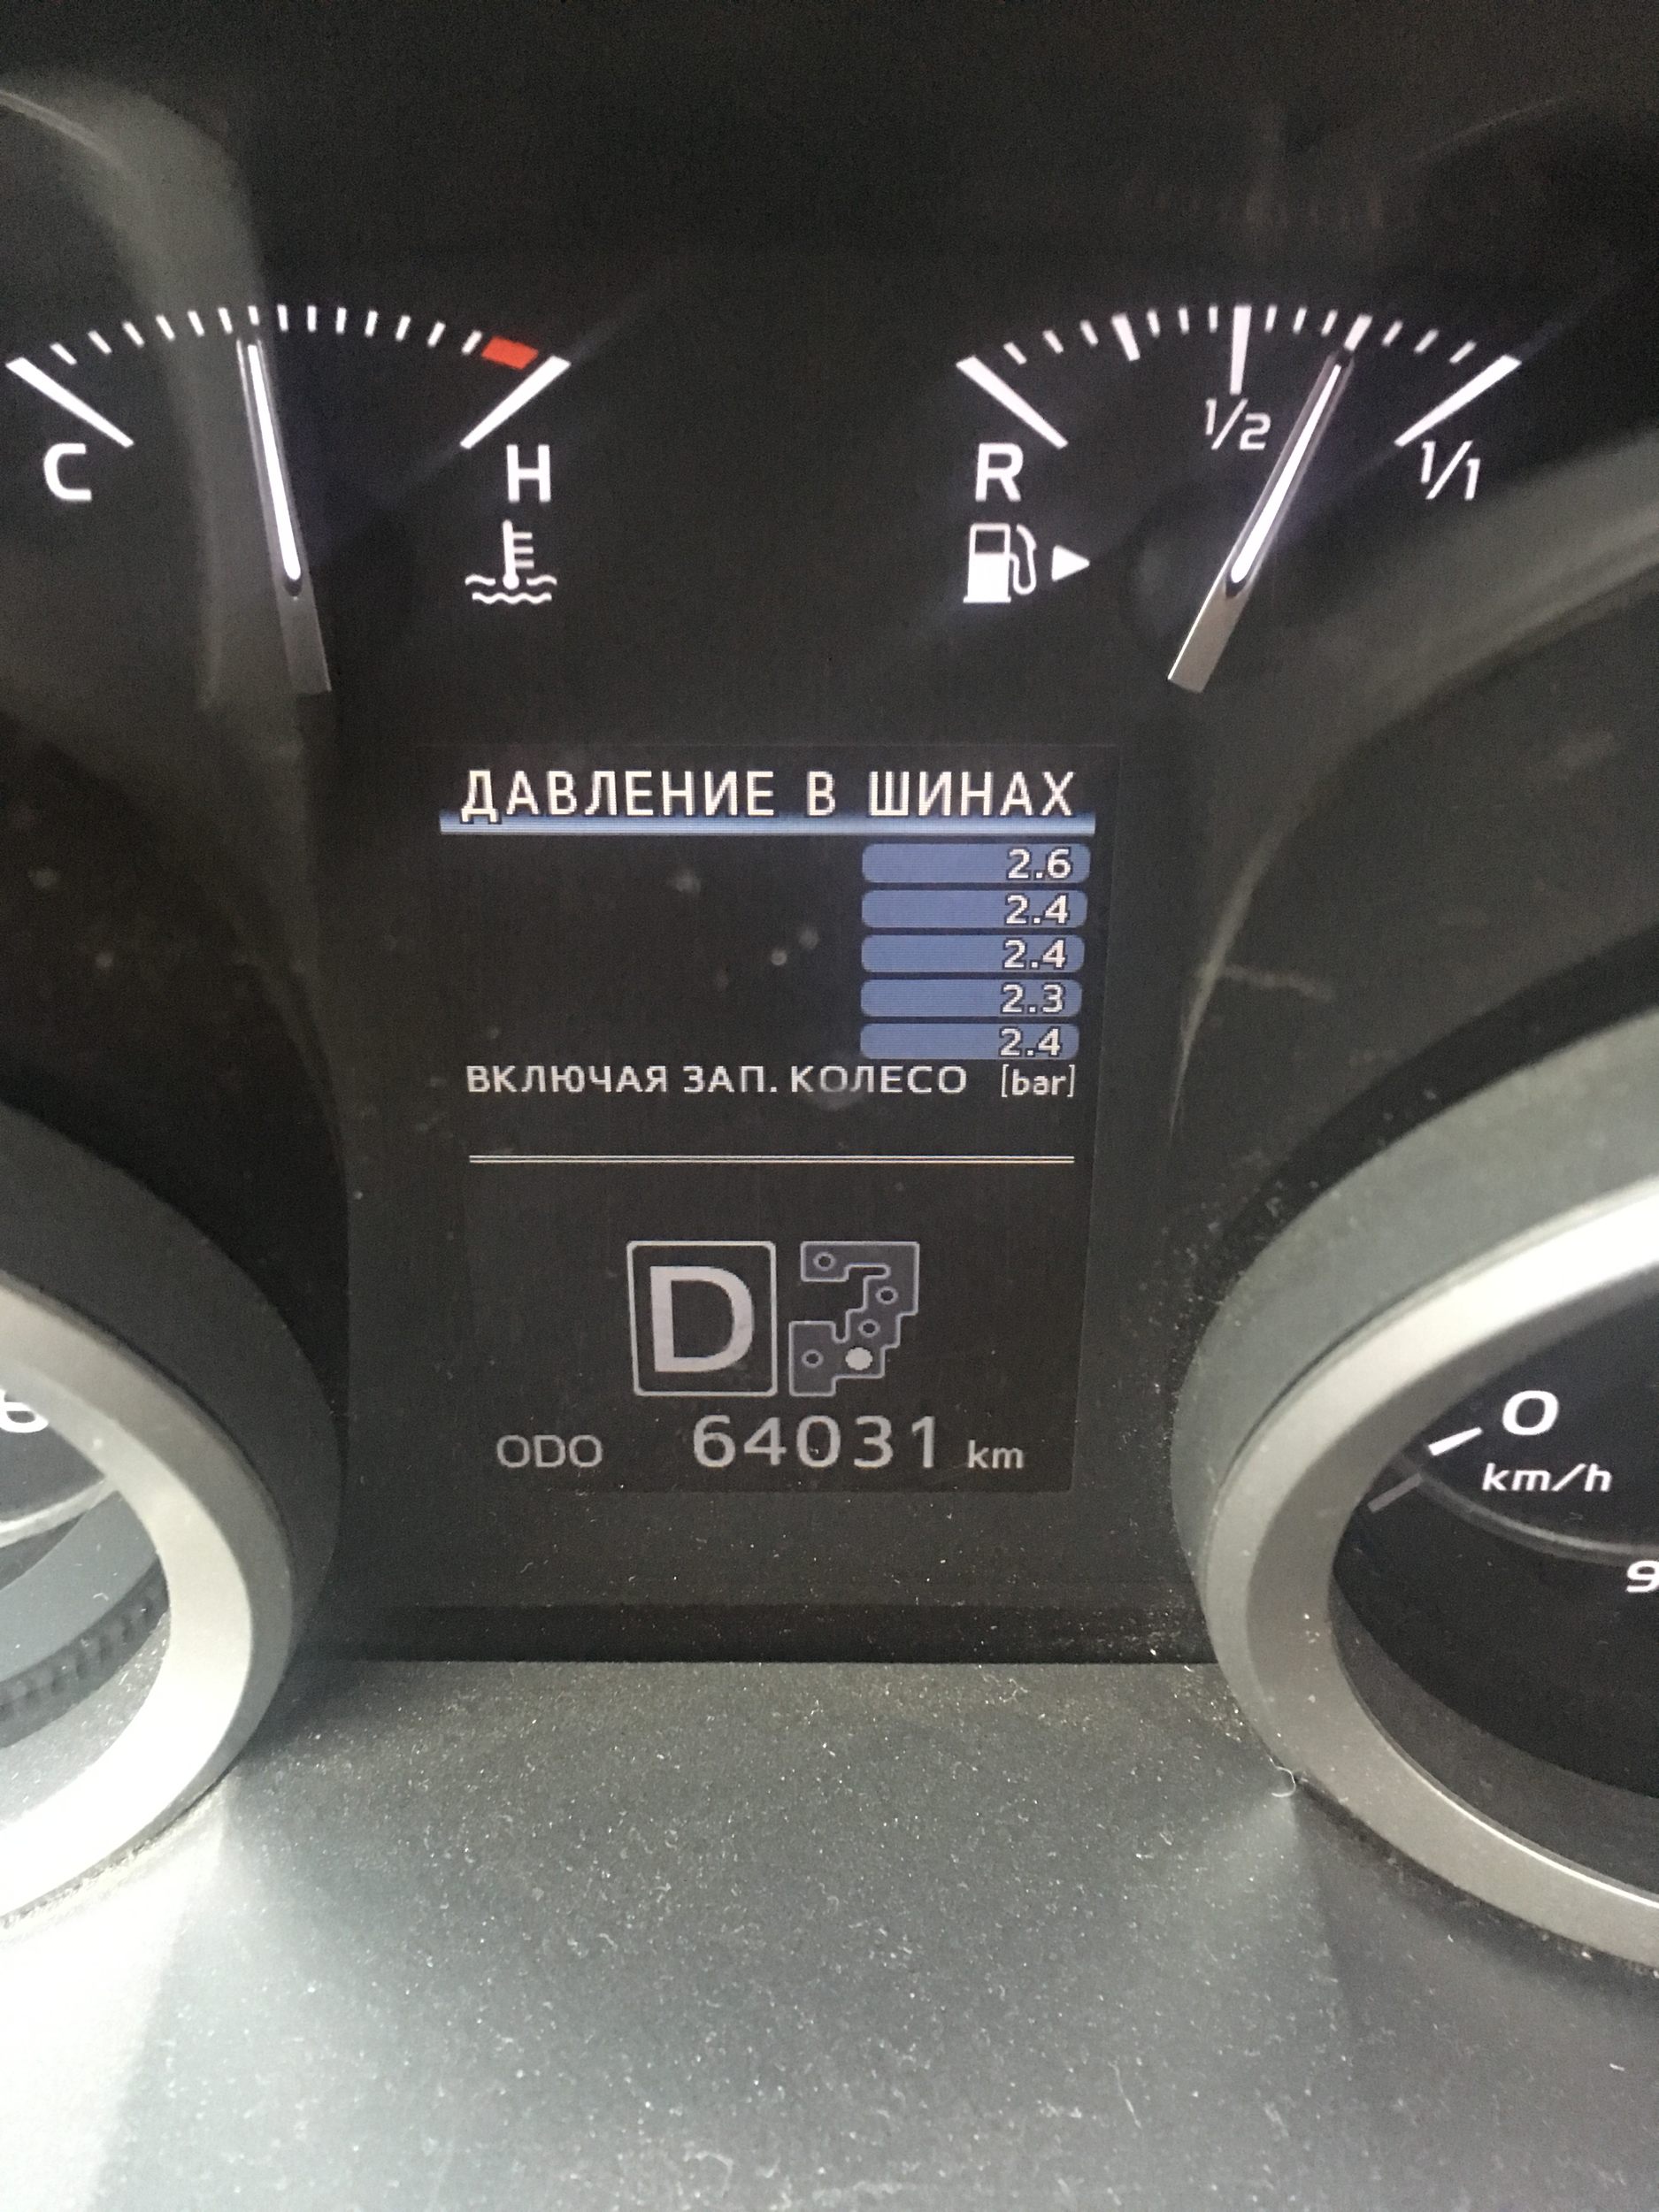 C
H
R
1/2
1/1
ДАВЛЕНИЕ В ШИНАХ
2.6
2.4
2.4
2.3
2.4
ВКЛЮЧАЯ ЗАП. КОЛЕСО [bar]
D
ODO 64031 km
0
km/h